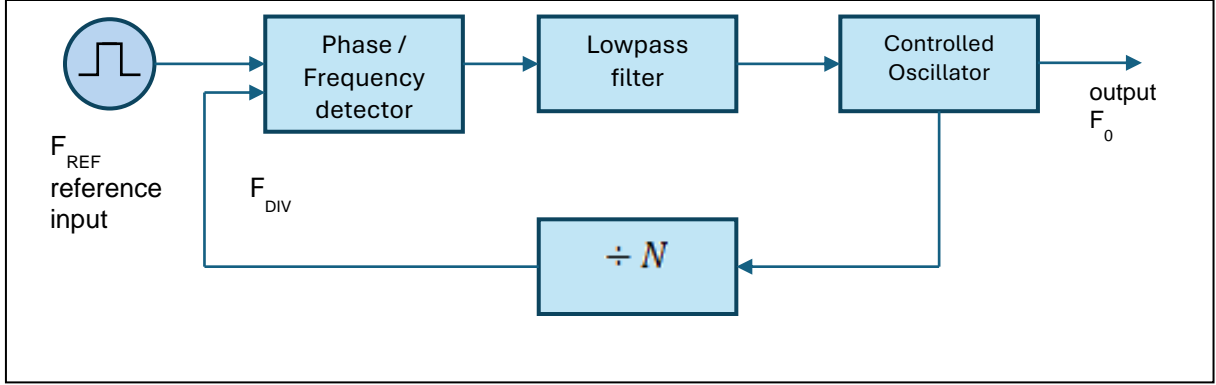 Phase /
Frequency
detector
Lowpass
filter
Controlled
Oscillator
output
F0
FREF
reference
input
FDIV
÷ N